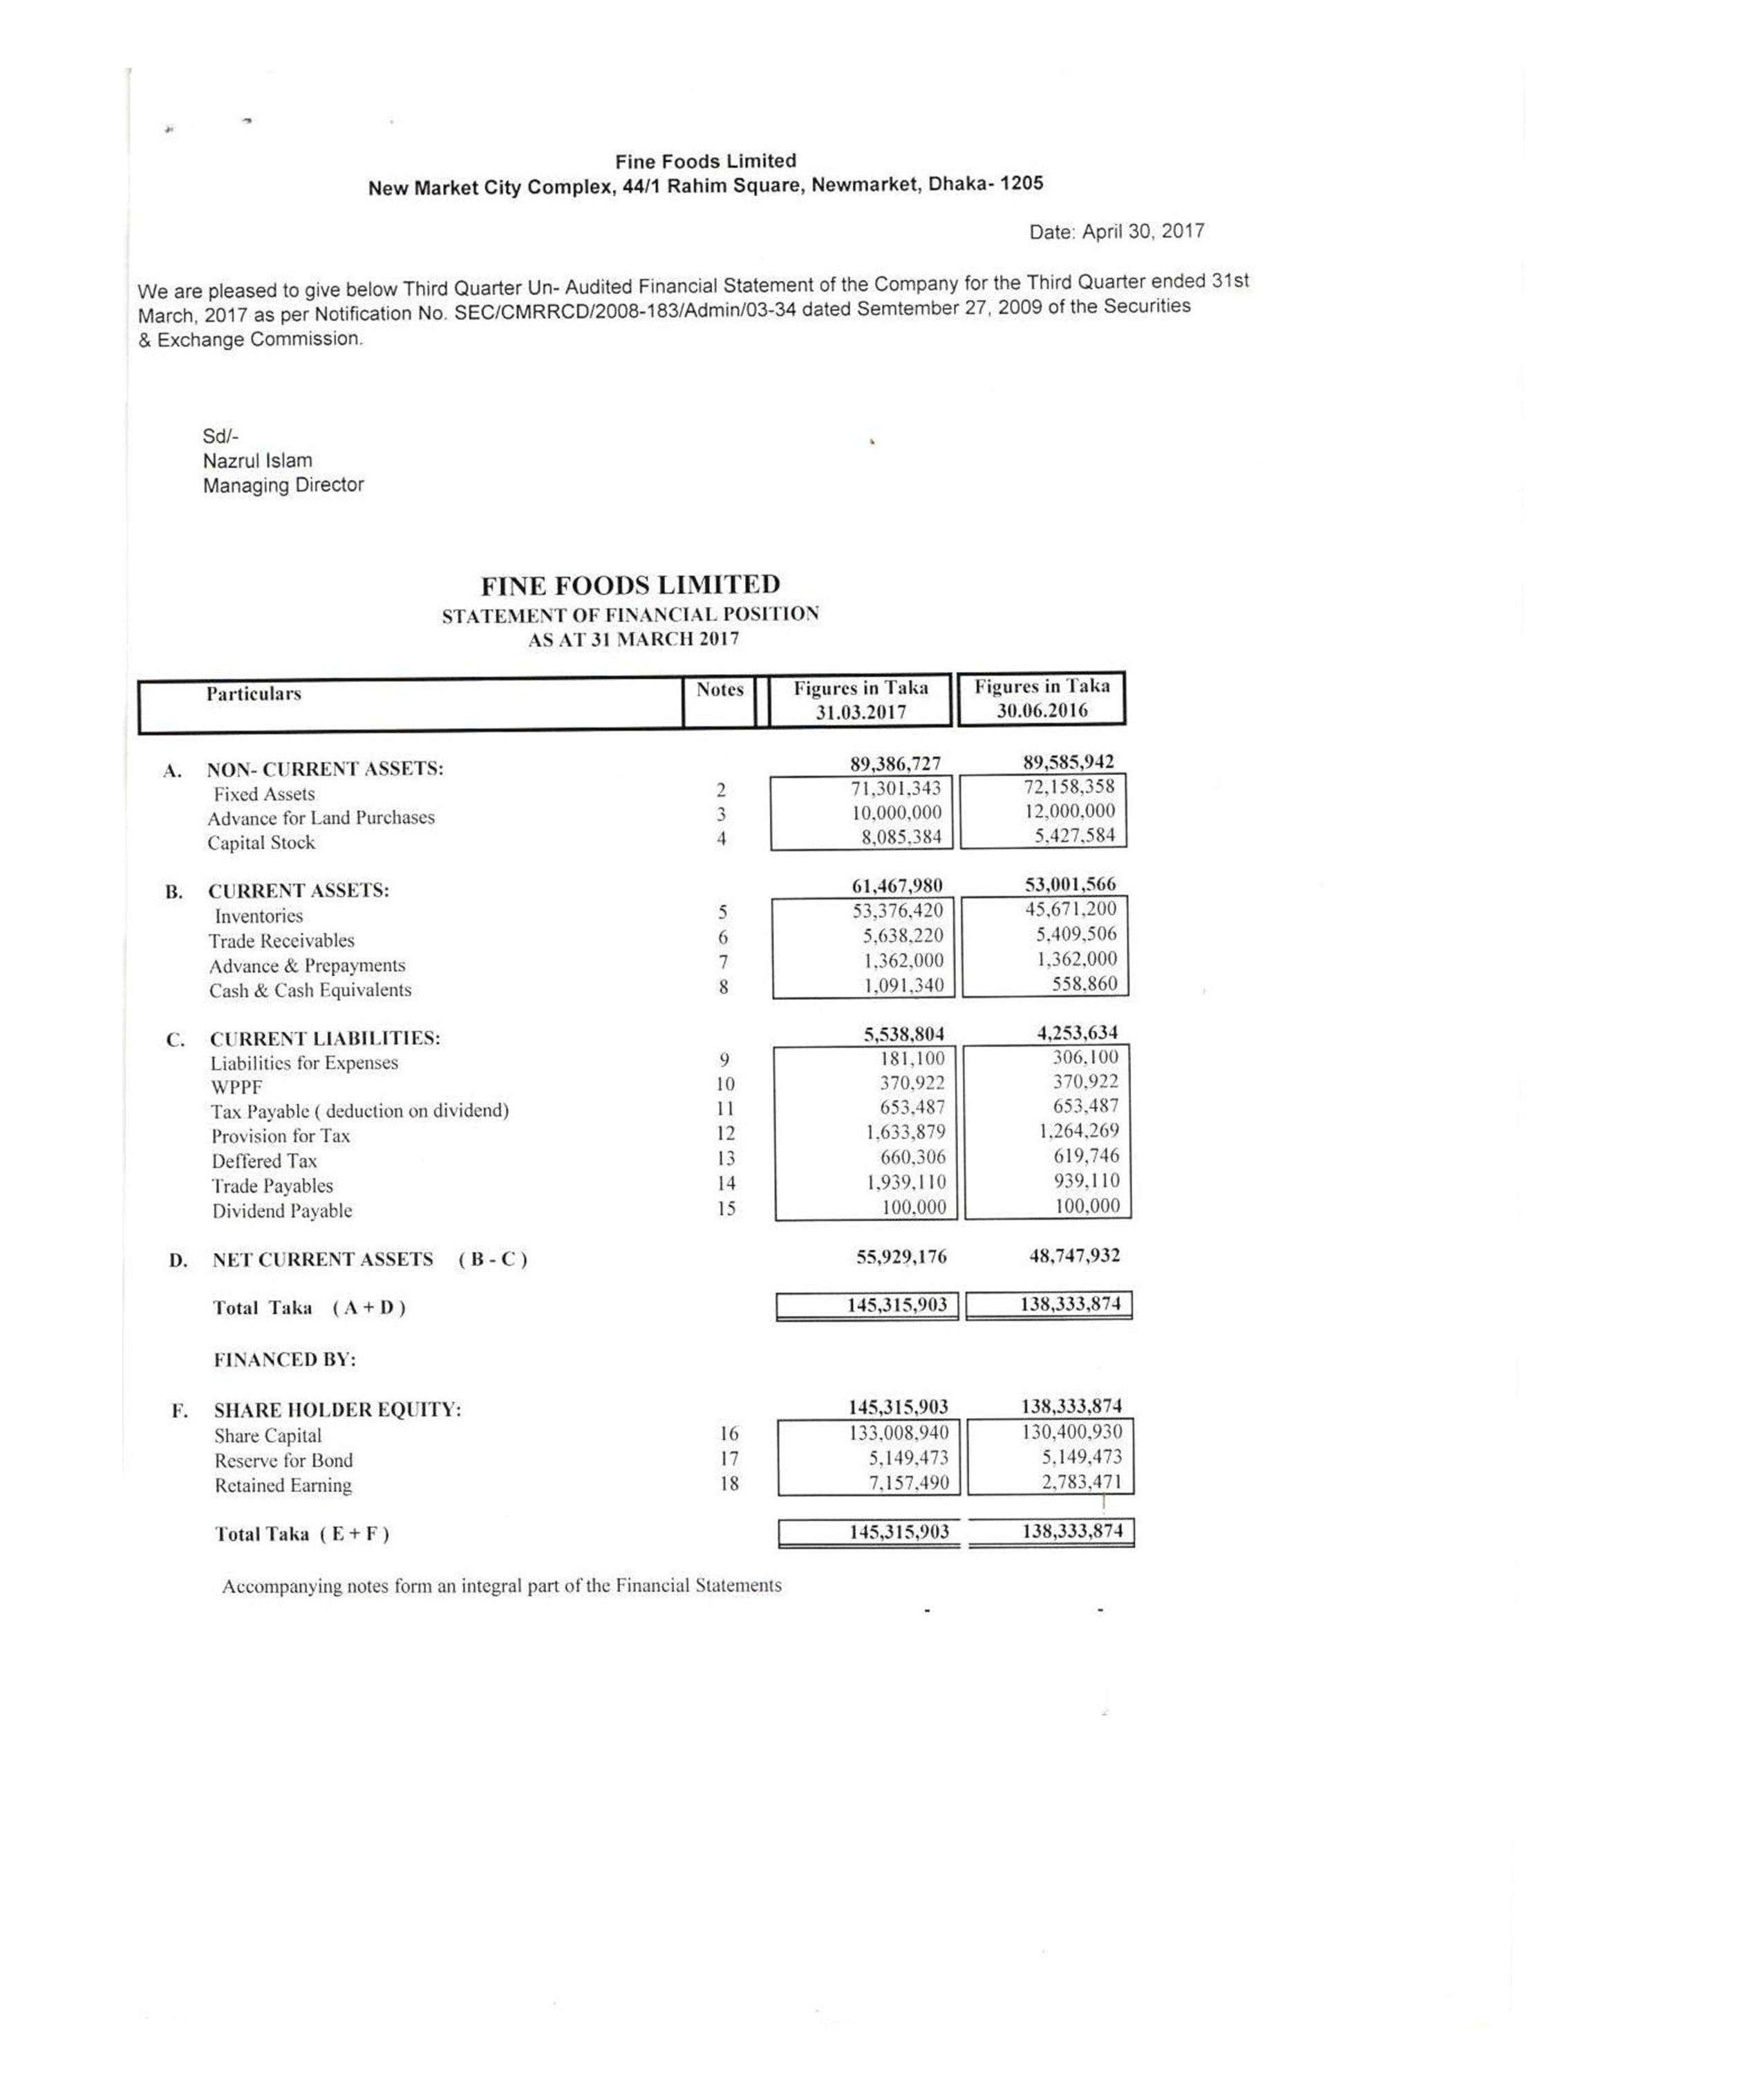 Fine Foods Limited
New Market City Complex, 44/1 Rahim Square, Newmarket, Dhaka- 1205
Date: April 30, 2017
We are pleased to give below Third Quarter Un- Audited Financial Statement of the Company for the Third Quarter ended 31st
March, 2017 as per Notification No. SEC/CMRRCD/2008-183/Admin/03-34 dated Semtember 27, 2009 of the Securities
& Exchange Commission.
Sd/-
Nazrul Islam
Managing Director
FINE FOODS LIMITED
STATEMENT OF FINANCIAL POSITION
AS AT 31 MARCH 2017
Particulars Notes Figures in Taka Figures in Taka
31.03.2017 30.06.2016
A. NON- CURRENT ASSETS: 89,386,727 89,585,942
Fixed Assets 2 71,301,343 72,158,358
Advance for Land Purchases 3 10,000,000 12,000,000
Capital Stock 4 8,085,384 5,427,584
B. CURRENT ASSETS: 61,467,980 53,001,566
Inventories 5 53,376,420 45,671,200
Trade Receivables 6 5,638,220 5,409,506
Advance & Prepayments 7 1,362,000 1,362,000
Cash & Cash Equivalents 8 1,091,340 558,860
C. CURRENT LIABILITIES: 5,538,804 4,253,634
Liabilities for Expenses 9 181,100 306,100
WPPF 10 370,922 370,922
Tax Payable ( deduction on dividend) 11 653,487 653,487
Provision for Tax 12 1,633,879 1,264,269
Deffered Tax 13 660,306 619,746
Trade Payables 14 1,939,110 939,110
Dividend Payable 15 100,000 100,000
D. NET CURRENT ASSETS ( B - C ) 55,929,176 48,747,932
Total Taka ( A + D ) 145,315,903 138,333,874
FINANCED BY:
F. SHARE HOLDER EQUITY: 145,315,903 138,333,874
Share Capital 16 133,008,940 130,400,930
Reserve for Bond 17 5,149,473 5,149,473
Retained Earning 18 7,157,490 2,783,471
Total Taka ( E + F ) 145,315,903 138,333,874
Accompanying notes form an integral part of the Financial Statements
- -